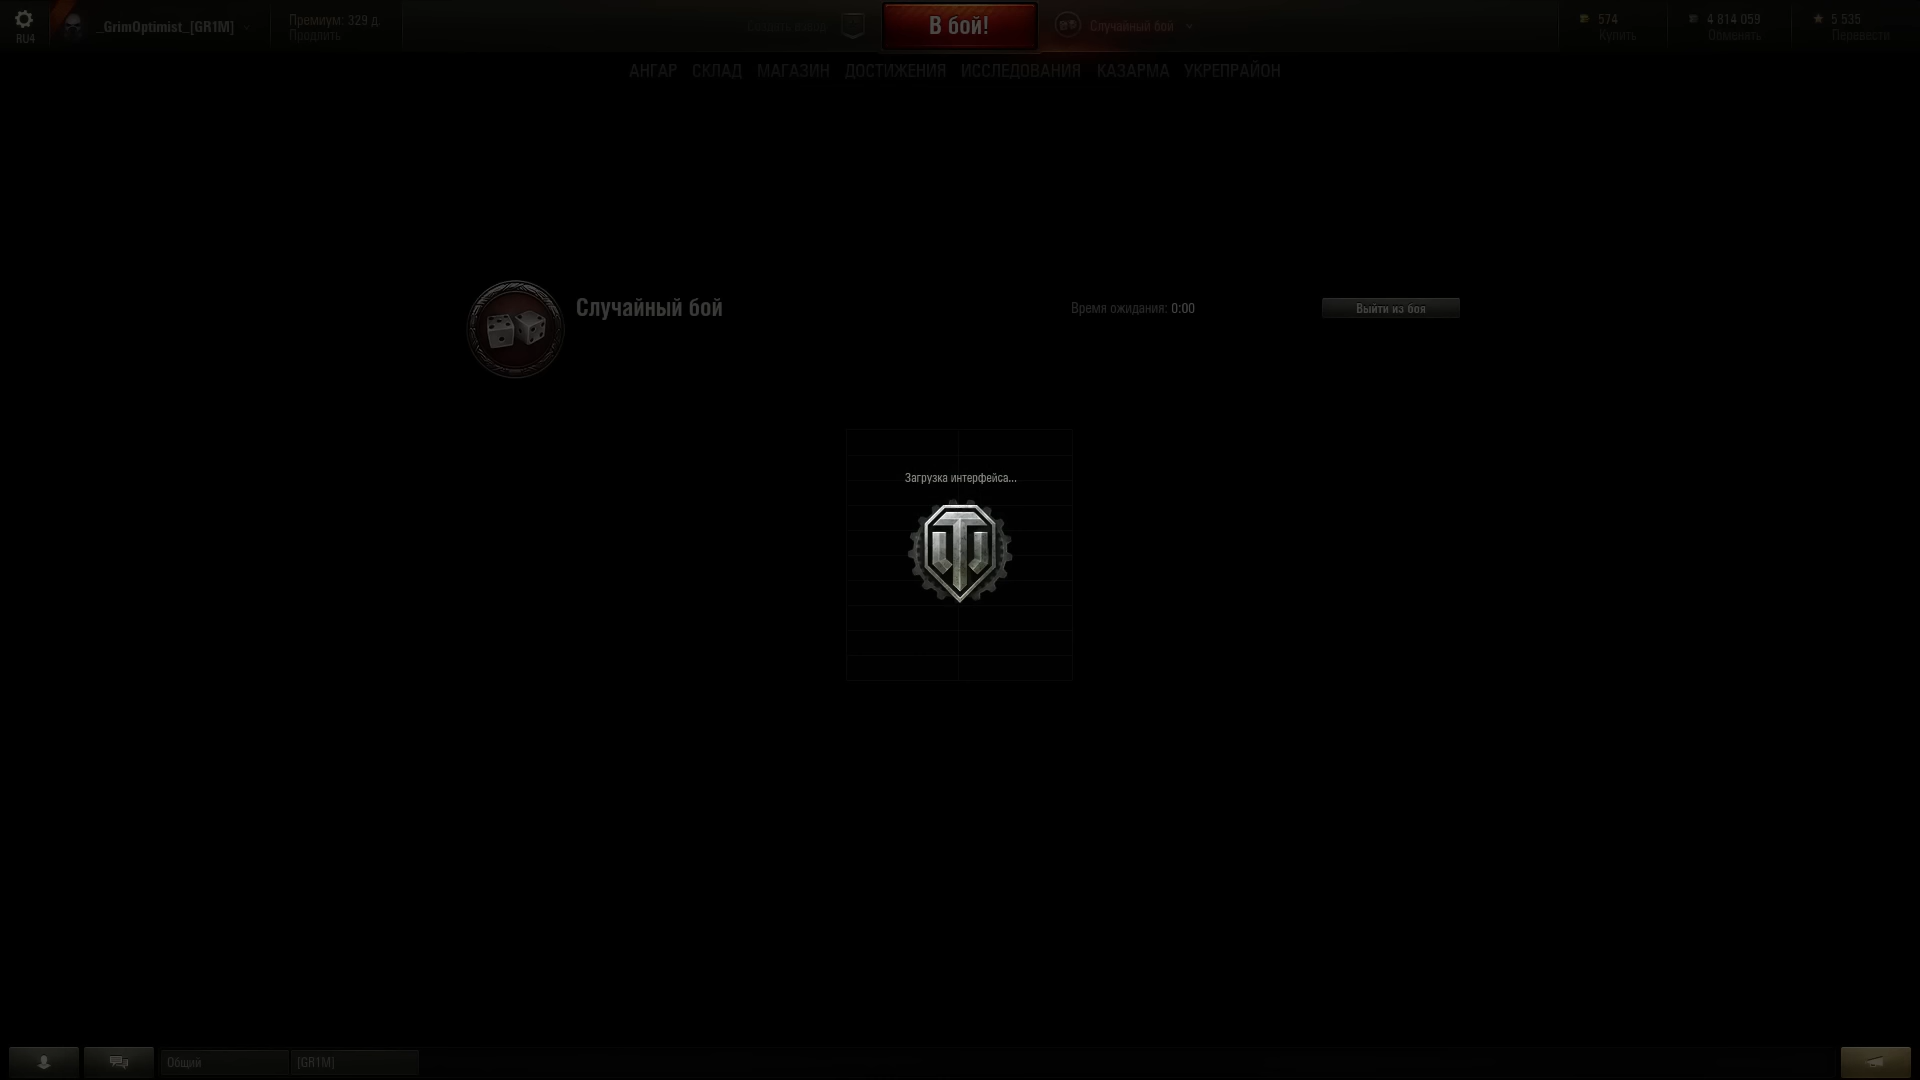 RU4
_GrimOptimist_[GR1M]
Премиум: 329 д.
Продлить
Создать взвод
В бой!
Случайный бой
574
Купить
4 814 059
Обменять
5 535
Перевести
АНГАР СКЛАД МАГАЗИН ДОСТИЖЕНИЯ ИССЛЕДОВАНИЯ КАЗАРМА УКРЕПРАЙОН
Случайный бой
Время ожидания: 0:00
Выйти из боя
Загрузка интерфейса...
Общий
[GR1M]